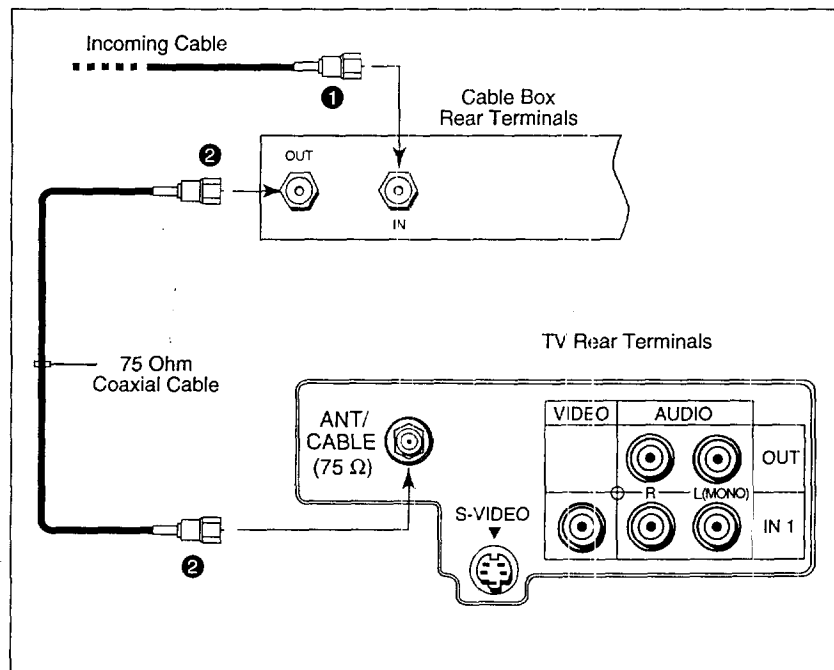 Incoming Cable
❶
Cable Box
Rear Terminals
❷
OUT
IN
75 Ohm
Coaxial Cable
TV Rear Terminals
ANT/
CABLE
(75 Ω)
S-VIDEO
VIDEO
AUDIO
OUT
R
L(MONO)
IN 1
❷